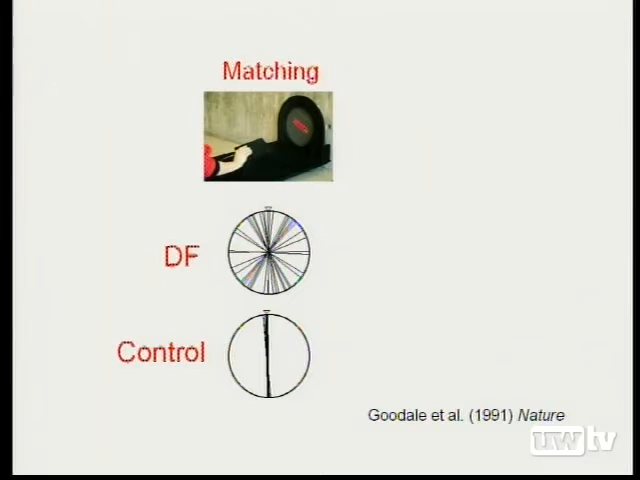 Matching
DF
Control
Goodale et al. (1991) Nature
uwtv